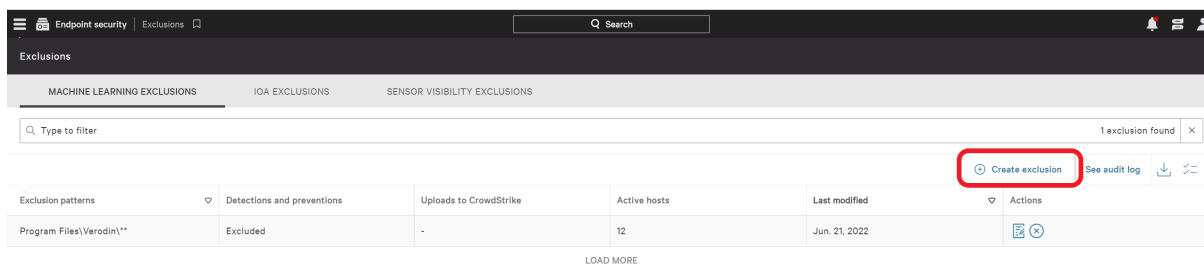 Endpoint security Exclusions Search
Exclusions
MACHINE LEARNING EXCLUSIONS IOA EXCLUSIONS SENSOR VISIBILITY EXCLUSIONS
Type to filter 1 exclusion found
Create exclusion See audit log
Exclusion patterns Detections and preventions Uploads to CrowdStrike Active hosts Last modified Actions
Program Files\Verodin\** Excluded - 12 Jun. 21, 2022
LOAD MORE